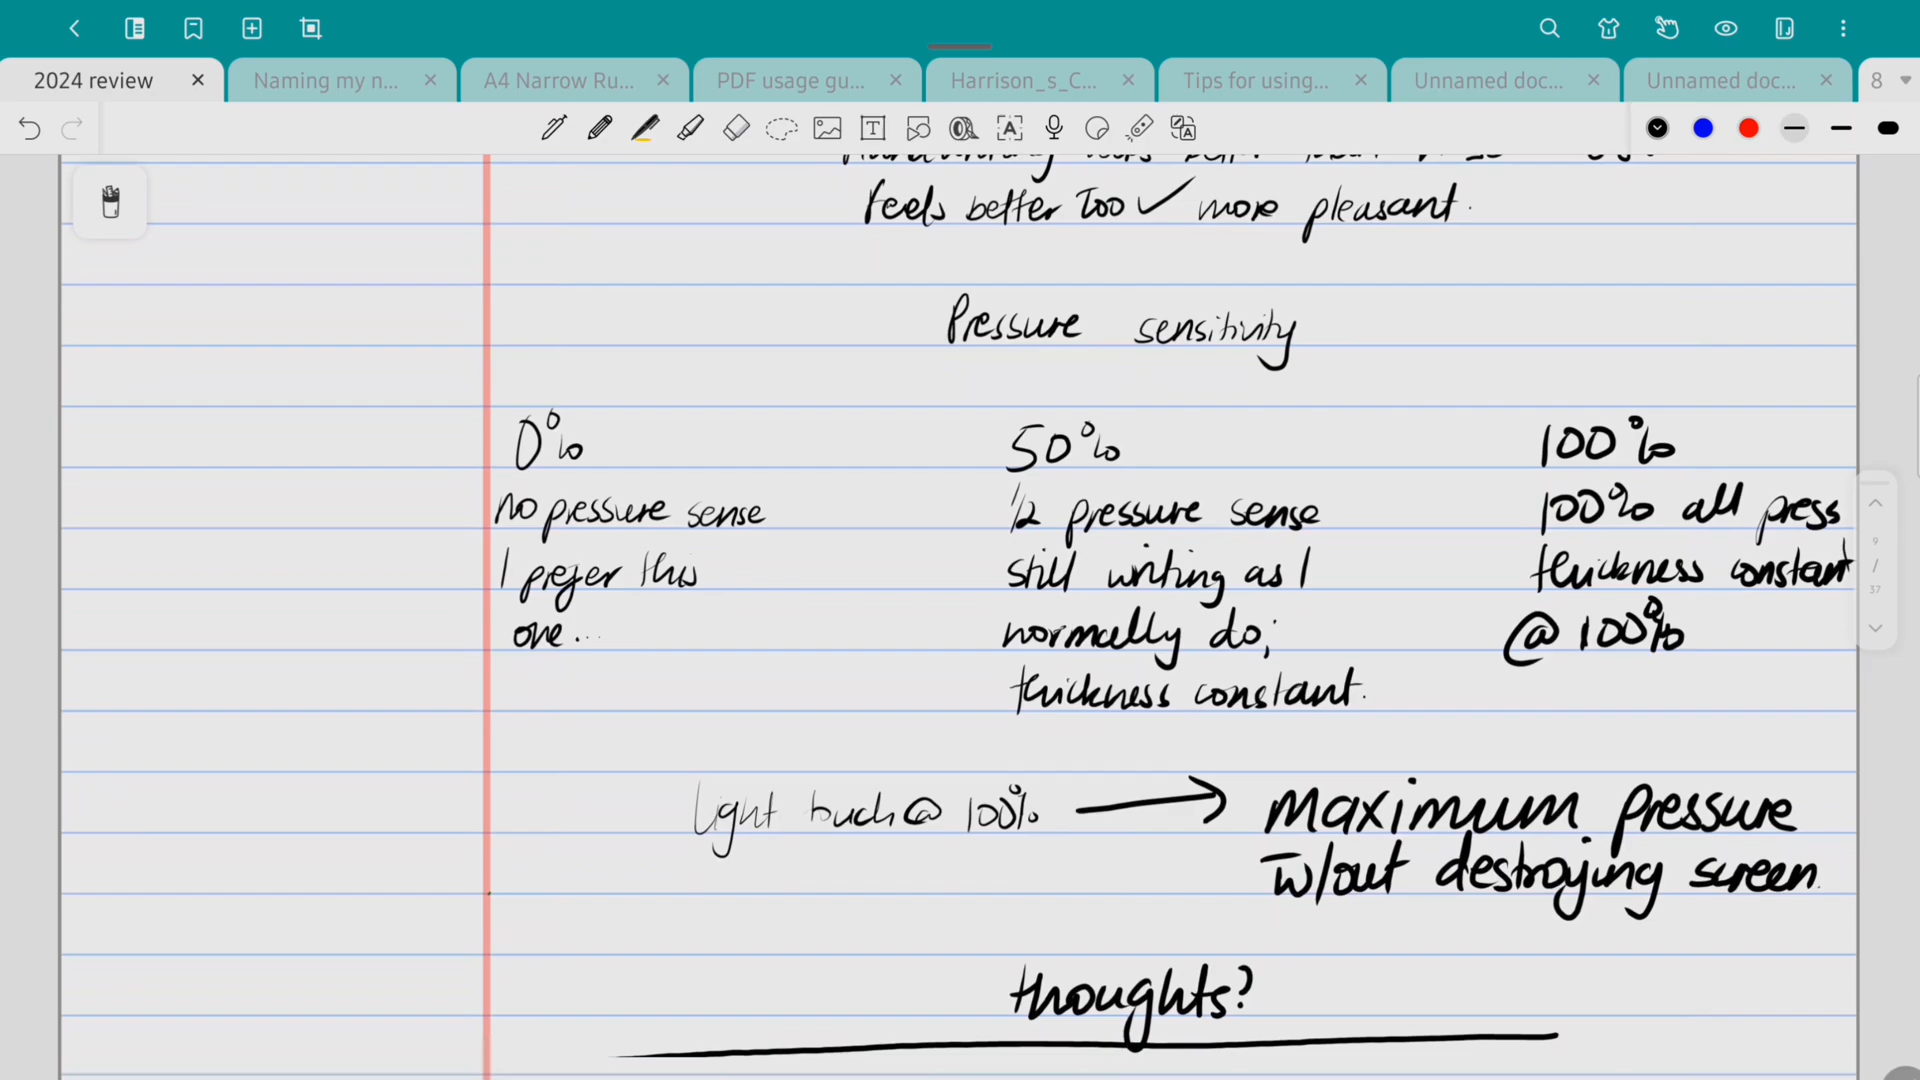 2024 review
Naming my n...
A4 Narrow Ru...
PDF usage gu...
Harrison_s_C...
Tips for using...
Unnamed doc...
Unnamed doc...
8
feels better too ✓ more pleasant.
Pressure sensitivity
0%
no pressure sense
I prefer this
one...
50%
1/2 pressure sense
still writing as I
normally do;
thickness constant.
100%
100% all press
thickness constant
@ 100%
Light touch @ 100% → maximum pressure
w/out destroying screen.
thoughts?
9
/
37